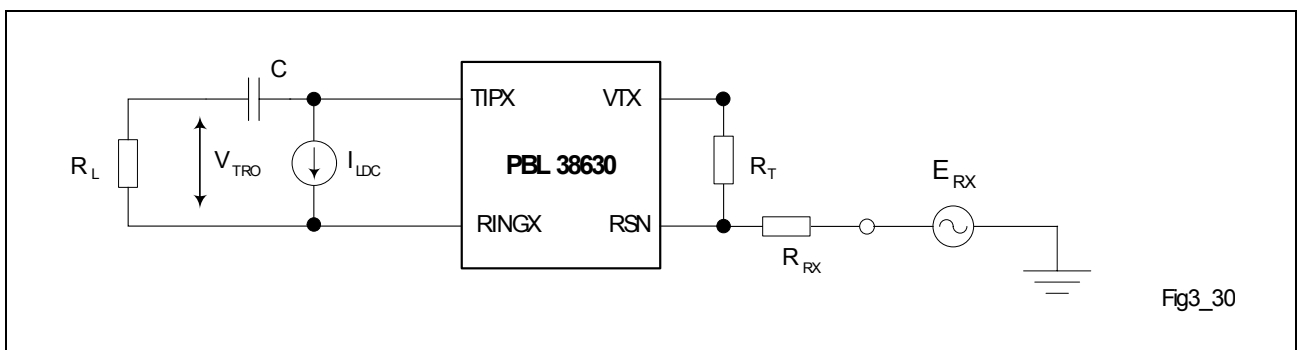 C
TIPX VTX
R L V TRO I LDC PBL 38630 R T E RX
RINGX RSN
R RX
Fig3_30